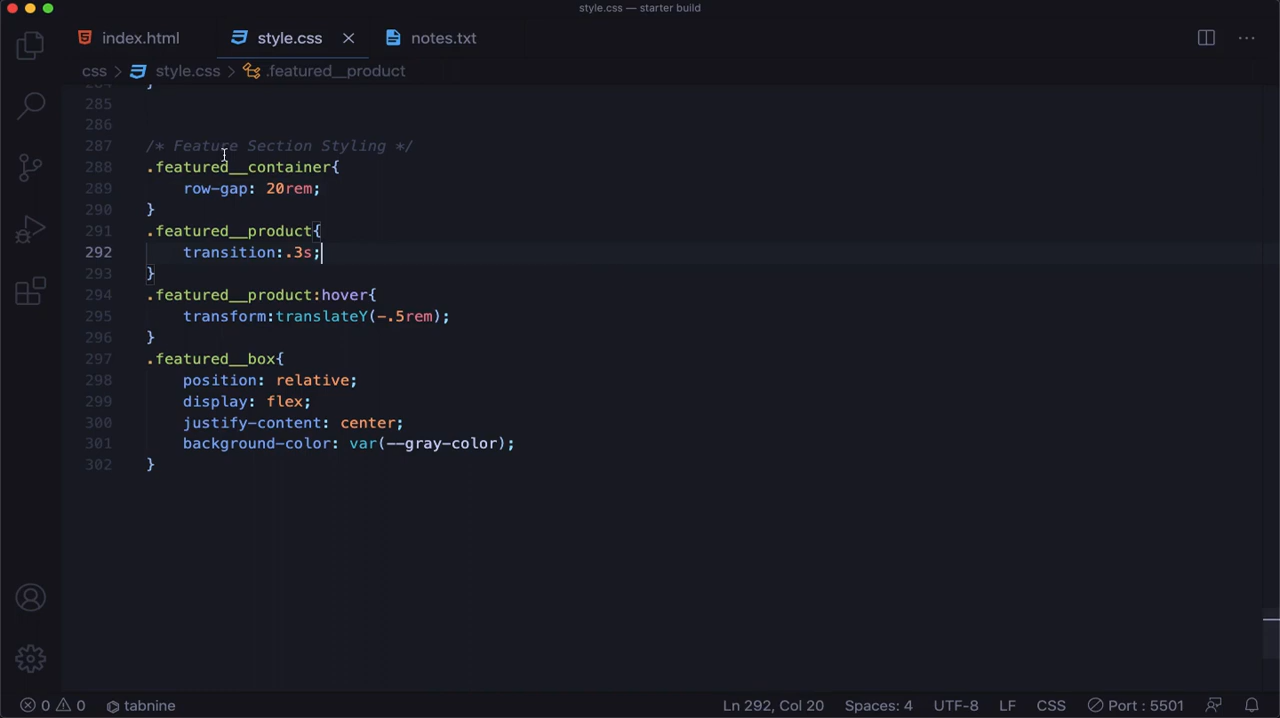 style.css — starter build
index.html
style.css
notes.txt
css > style.css > .featured__product
285
286
287 /* Feature Section Styling */
288 .featured__container{
289 row-gap: 20rem;
290 }
291 .featured__product{
292 transition:.3s;
293 }
294 .featured__product:hover{
295 transform:translateY(-.5rem);
296 }
297 .featured__box{
298 position: relative;
299 display: flex;
300 justify-content: center;
301 background-color: var(--gray-color);
302 }
0 0 tabnine Ln 292, Col 20 Spaces: 4 UTF-8 LF CSS Port : 5501